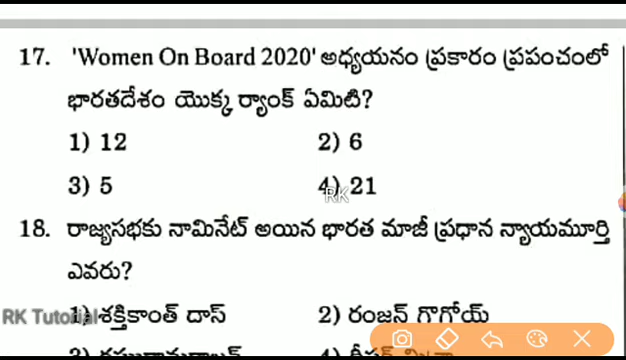 17. 'Women On Board 2020' అధ్యయనం ప్రకారం ప్రపంచంలో
భారతదేశం యొక్క ర్యాంక్ ఏమిటి?
1) 12 2) 6
3) 5 4) 21
RK
18. రాజ్యసభకు నామినేట్ అయిన భారత మాజీ ప్రధాన న్యాయమూర్తి
ఎవరు?
RK Tutorial
1) శక్తికాంత్ దాస్ 2) రంజన్ గొగోయ్